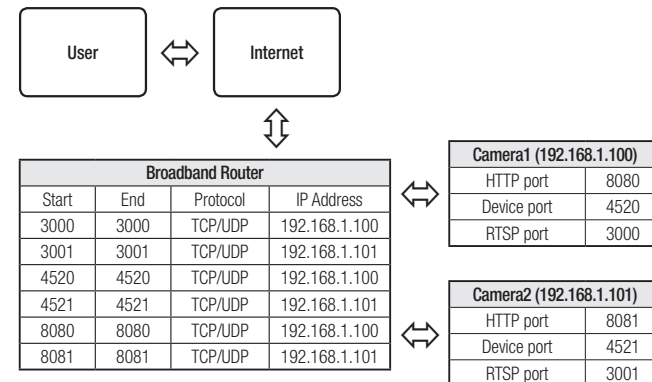 User
Internet
Broadband Router
Start End Protocol IP Address
3000 3000 TCP/UDP 192.168.1.100
3001 3001 TCP/UDP 192.168.1.101
4520 4520 TCP/UDP 192.168.1.100
4521 4521 TCP/UDP 192.168.1.101
8080 8080 TCP/UDP 192.168.1.100
8081 8081 TCP/UDP 192.168.1.101
Camera1 (192.168.1.100)
HTTP port 8080
Device port 4520
RTSP port 3000
Camera2 (192.168.1.101)
HTTP port 8081
Device port 4521
RTSP port 3001